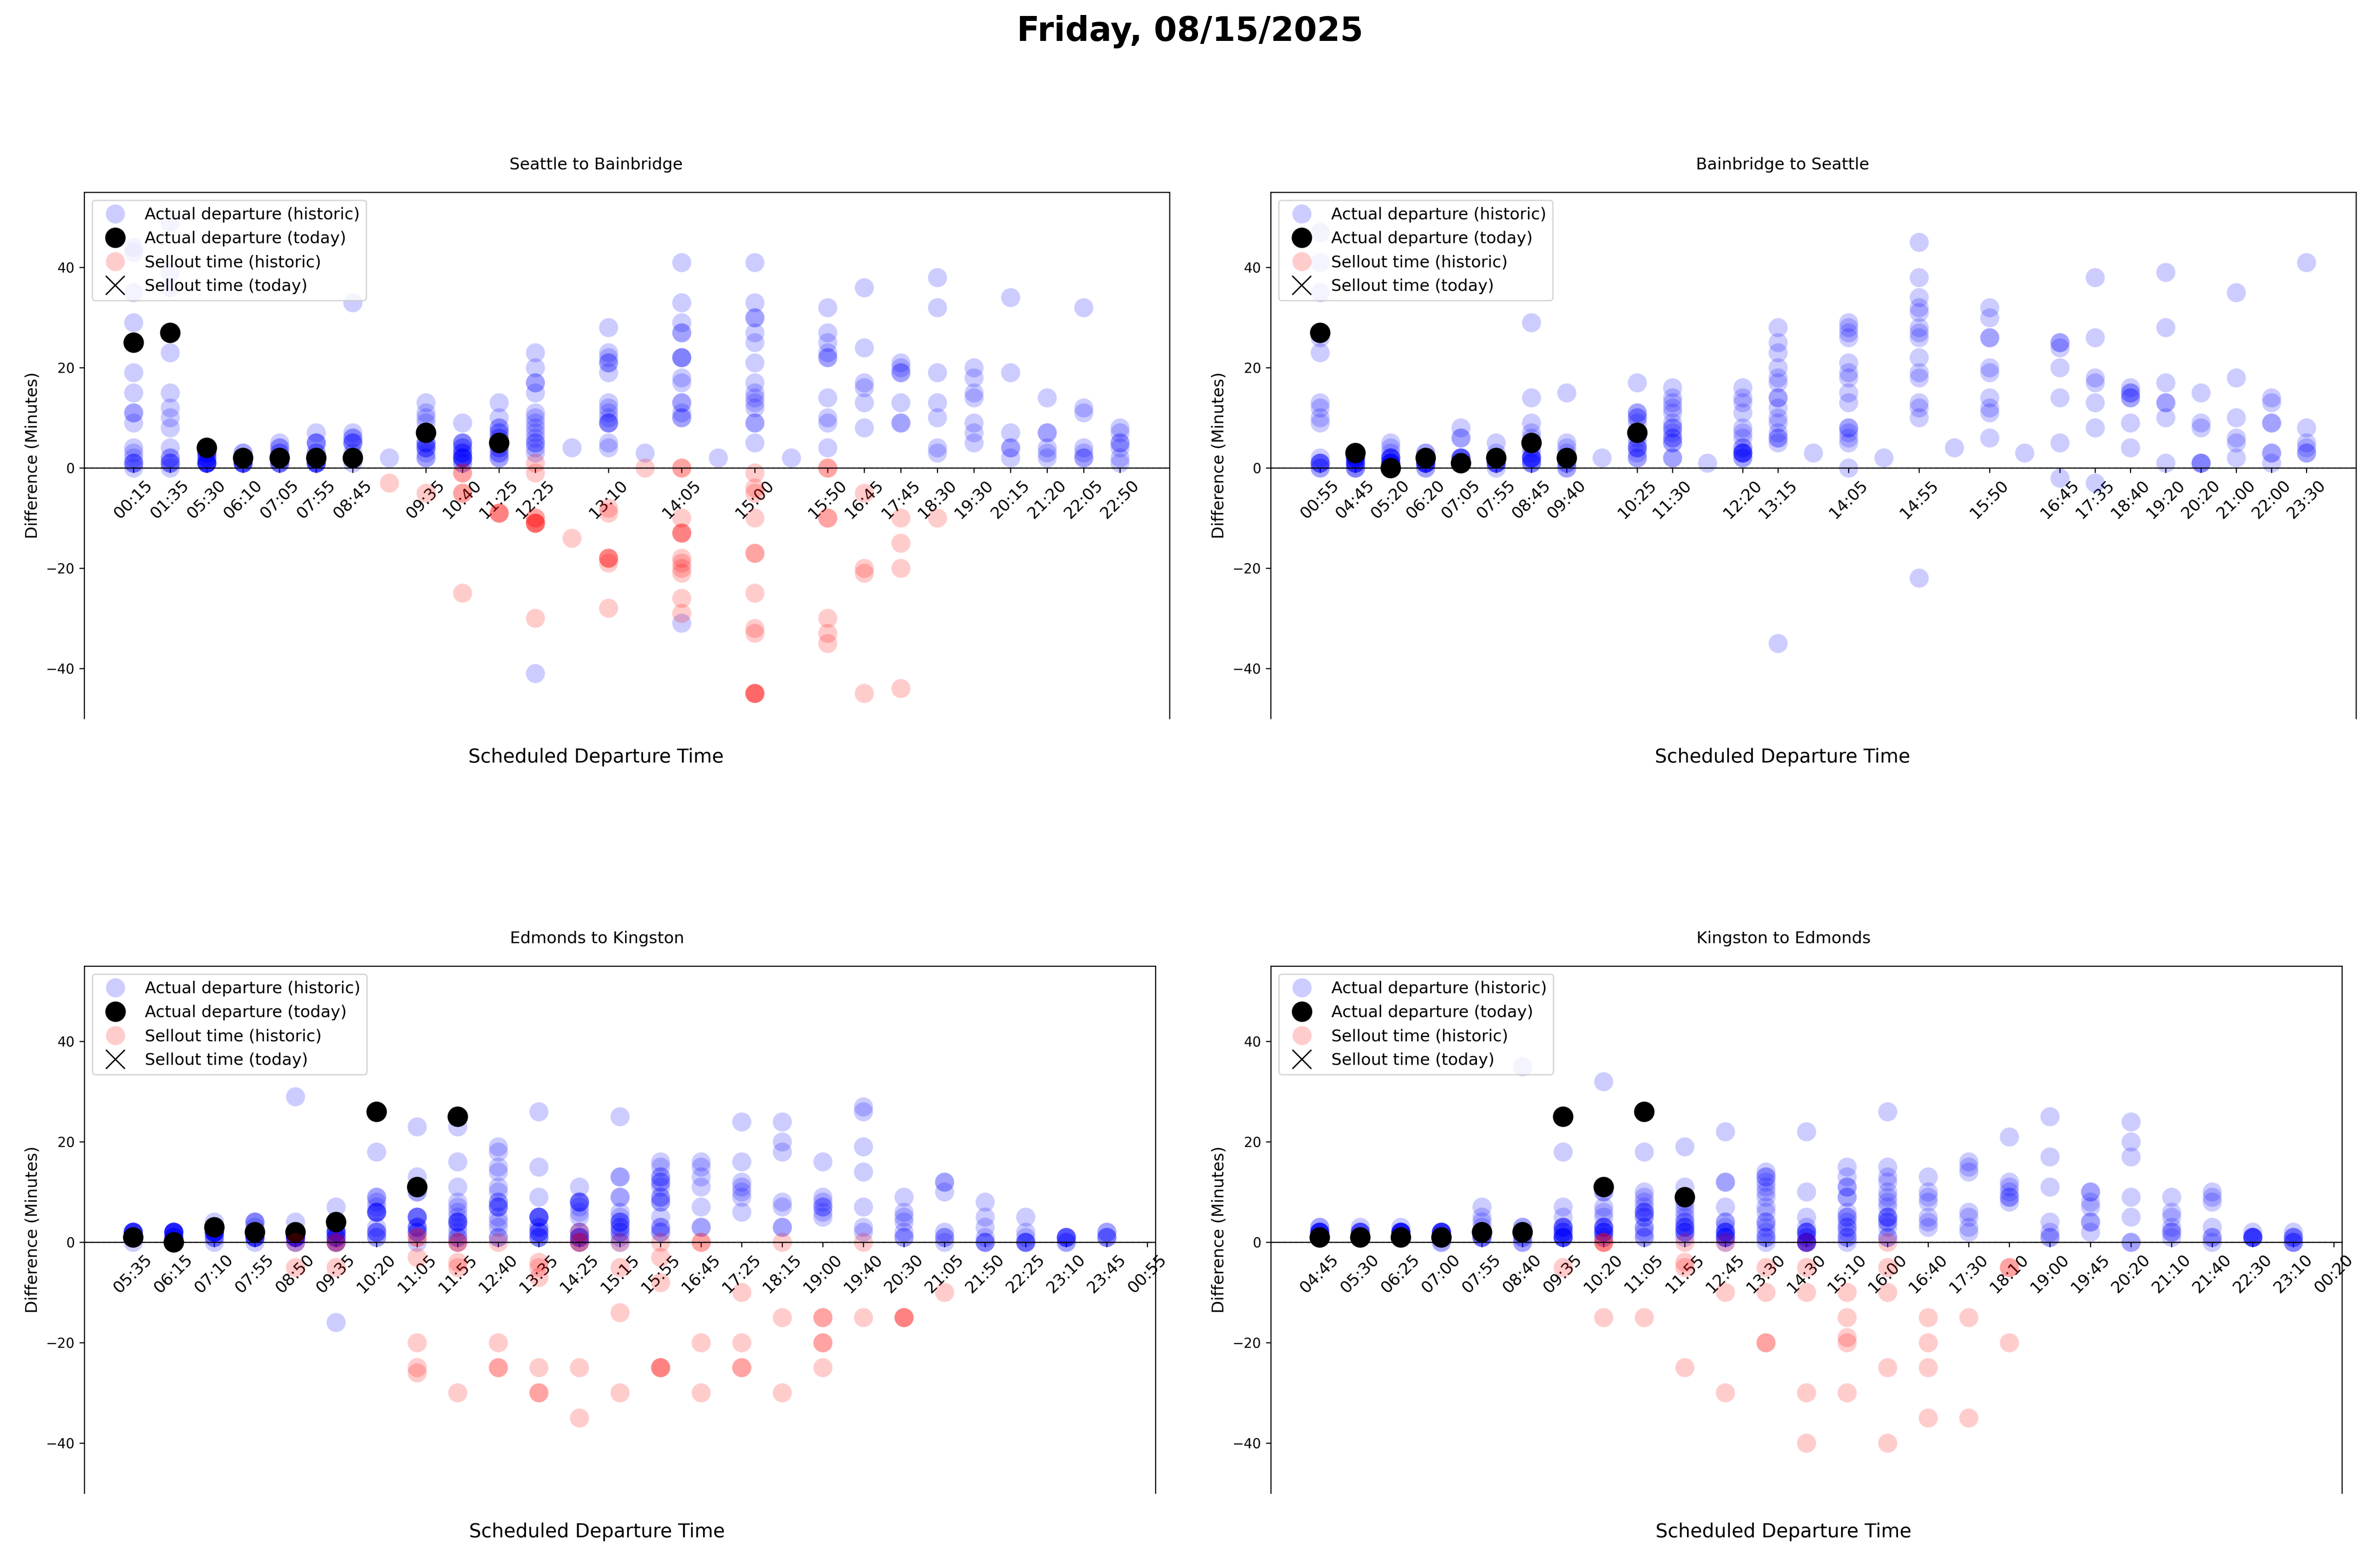 Friday, 08/15/2025
Seattle to Bainbridge
Actual departure (historic)
Actual departure (today)
Sellout time (historic)
Sellout time (today)
Difference (Minutes)
40
20
0
−20
−40
00:15 01:35 05:30 06:10 07:05 07:55 08:45 09:35 10:40 11:25 12:25 13:10 14:05 15:00 15:50 16:45 17:45 18:30 19:30 20:15 21:20 22:05 22:50
Scheduled Departure Time
Bainbridge to Seattle
Actual departure (historic)
Actual departure (today)
Sellout time (historic)
Sellout time (today)
Difference (Minutes)
40
20
0
−20
−40
00:55 04:45 05:20 06:20 07:05 07:55 08:45 09:40 10:25 11:30 12:20 13:15 14:05 14:55 15:50 16:45 17:35 18:40 19:20 20:20 21:00 22:00 23:30
Scheduled Departure Time
Edmonds to Kingston
Actual departure (historic)
Actual departure (today)
Sellout time (historic)
Sellout time (today)
Difference (Minutes)
40
20
0
−20
−40
05:35 06:15 07:10 07:55 08:50 09:35 10:20 11:05 11:55 12:40 13:35 14:25 15:15 15:55 16:45 17:25 18:15 19:00 19:40 20:30 21:05 21:50 22:25 23:10 23:45 00:55
Scheduled Departure Time
Kingston to Edmonds
Actual departure (historic)
Actual departure (today)
Sellout time (historic)
Sellout time (today)
Difference (Minutes)
40
20
0
−20
−40
04:45 05:30 06:25 07:00 07:55 08:40 09:35 10:20 11:05 11:55 12:45 13:30 14:30 15:10 16:00 16:40 17:30 18:10 19:00 19:45 20:20 21:10 21:40 22:30 23:10 00:20
Scheduled Departure Time